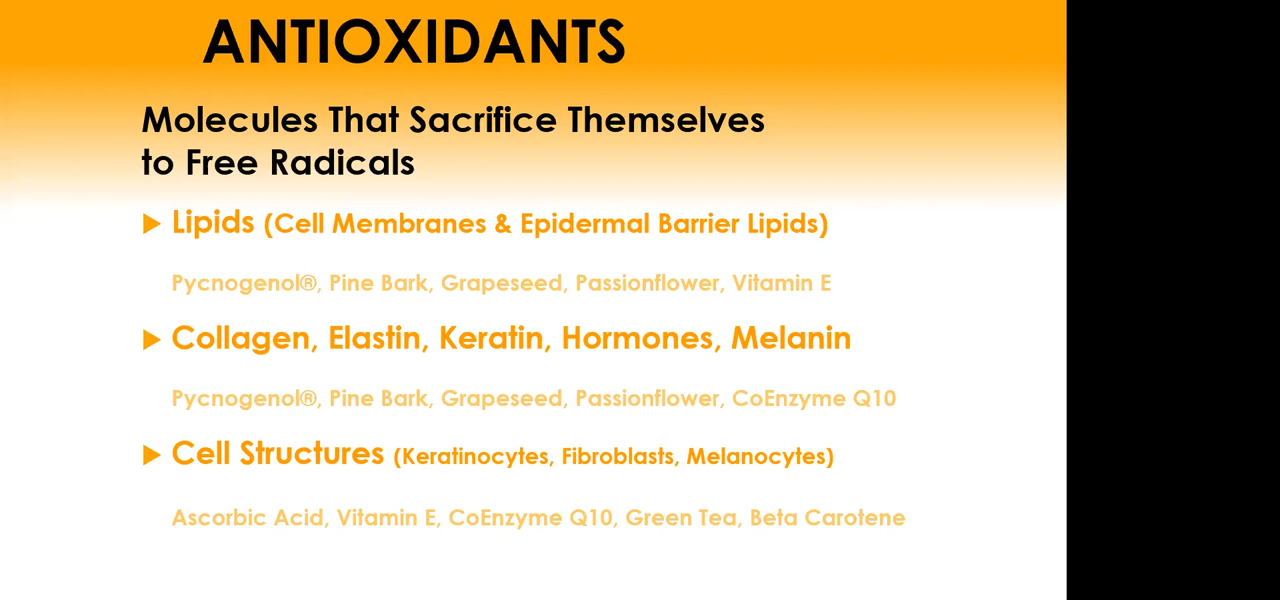 ANTIOXIDANTS
Molecules That Sacrifice Themselves
to Free Radicals
Lipids (Cell Membranes & Epidermal Barrier Lipids)
Pycnogenol®, Pine Bark, Grapeseed, Passionflower, Vitamin E
Collagen, Elastin, Keratin, Hormones, Melanin
Pycnogenol®, Pine Bark, Grapeseed, Passionflower, CoEnzyme Q10
Cell Structures (Keratinocytes, Fibroblasts, Melanocytes)
Ascorbic Acid, Vitamin E, CoEnzyme Q10, Green Tea, Beta Carotene